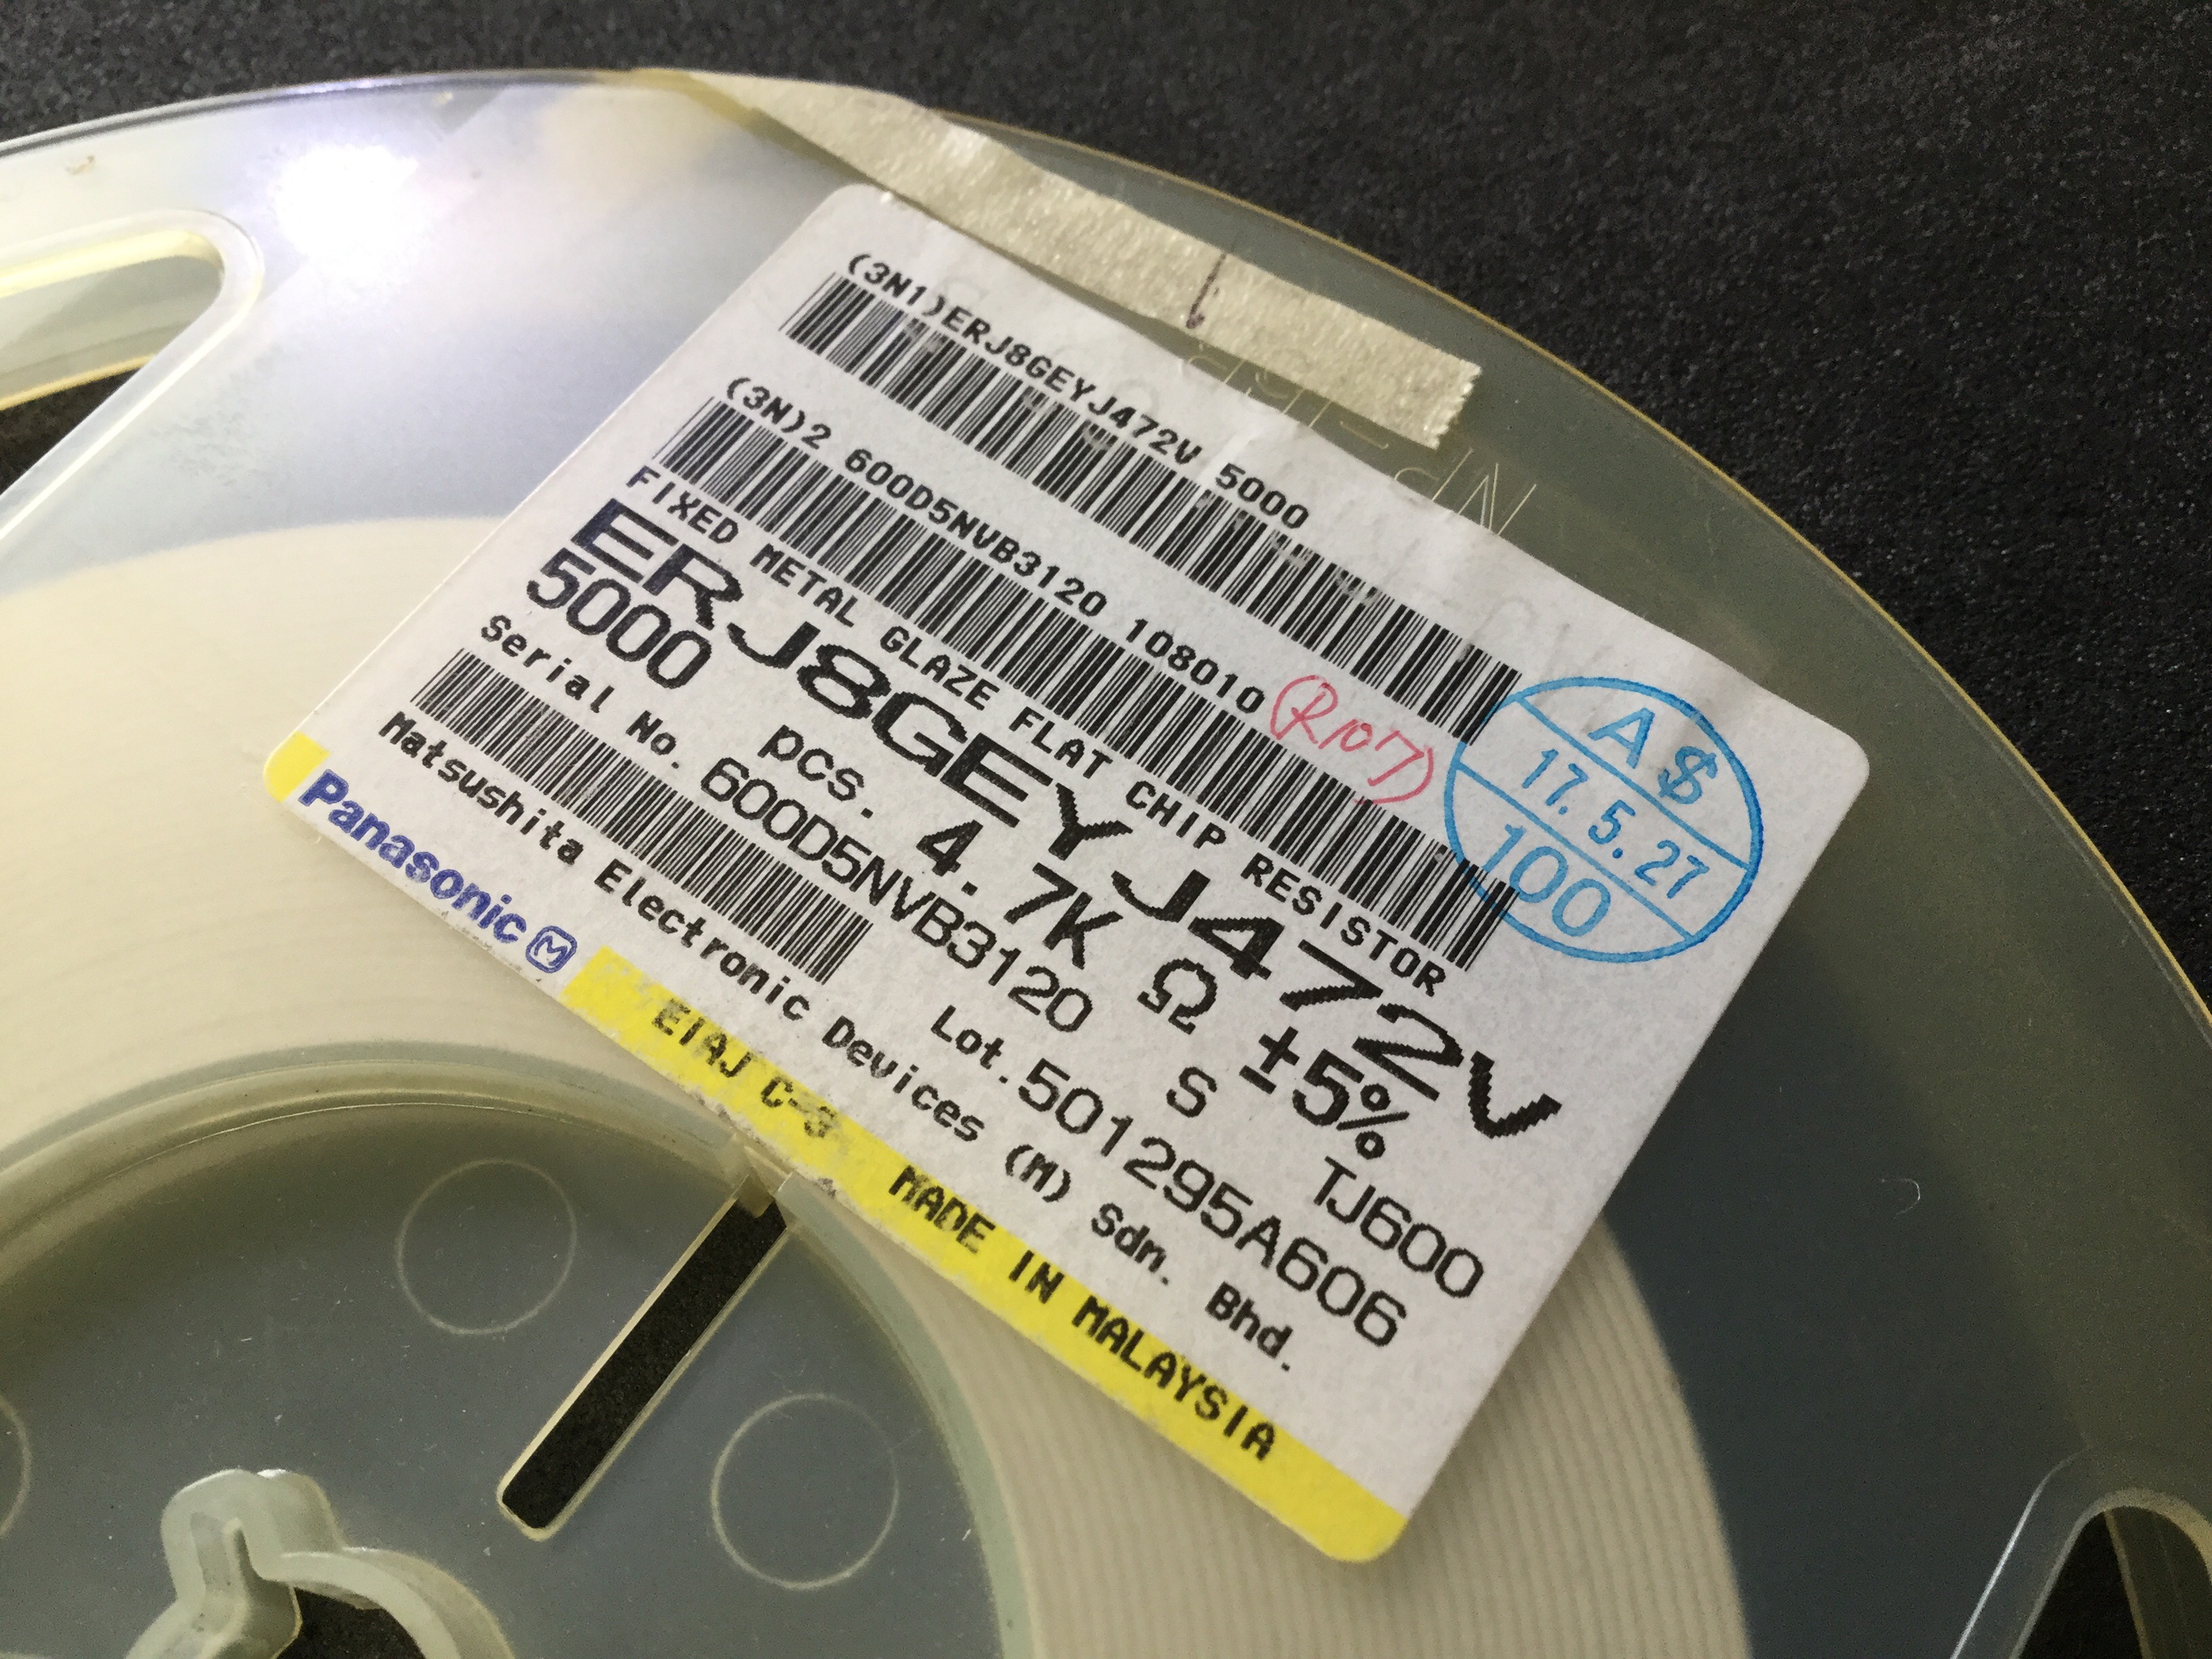 (3N1)ERJ8GEYJ472V 5000
(3N)2 600D5NVB3120 108010
R107
FIXED METAL GLAZE FLAT CHIP RESISTOR
ERJ8GEYJ472V
5000 pcs. 4.7K Ω ±5%
Serial No. 600D5NVB3120 S TJ600
Lot.501295A606
Matsushita Electronic Devices (M) Sdn. Bhd.
Panasonic M
EIAJ C-3 MADE IN MALAYSIA
A$
17.5.27
100